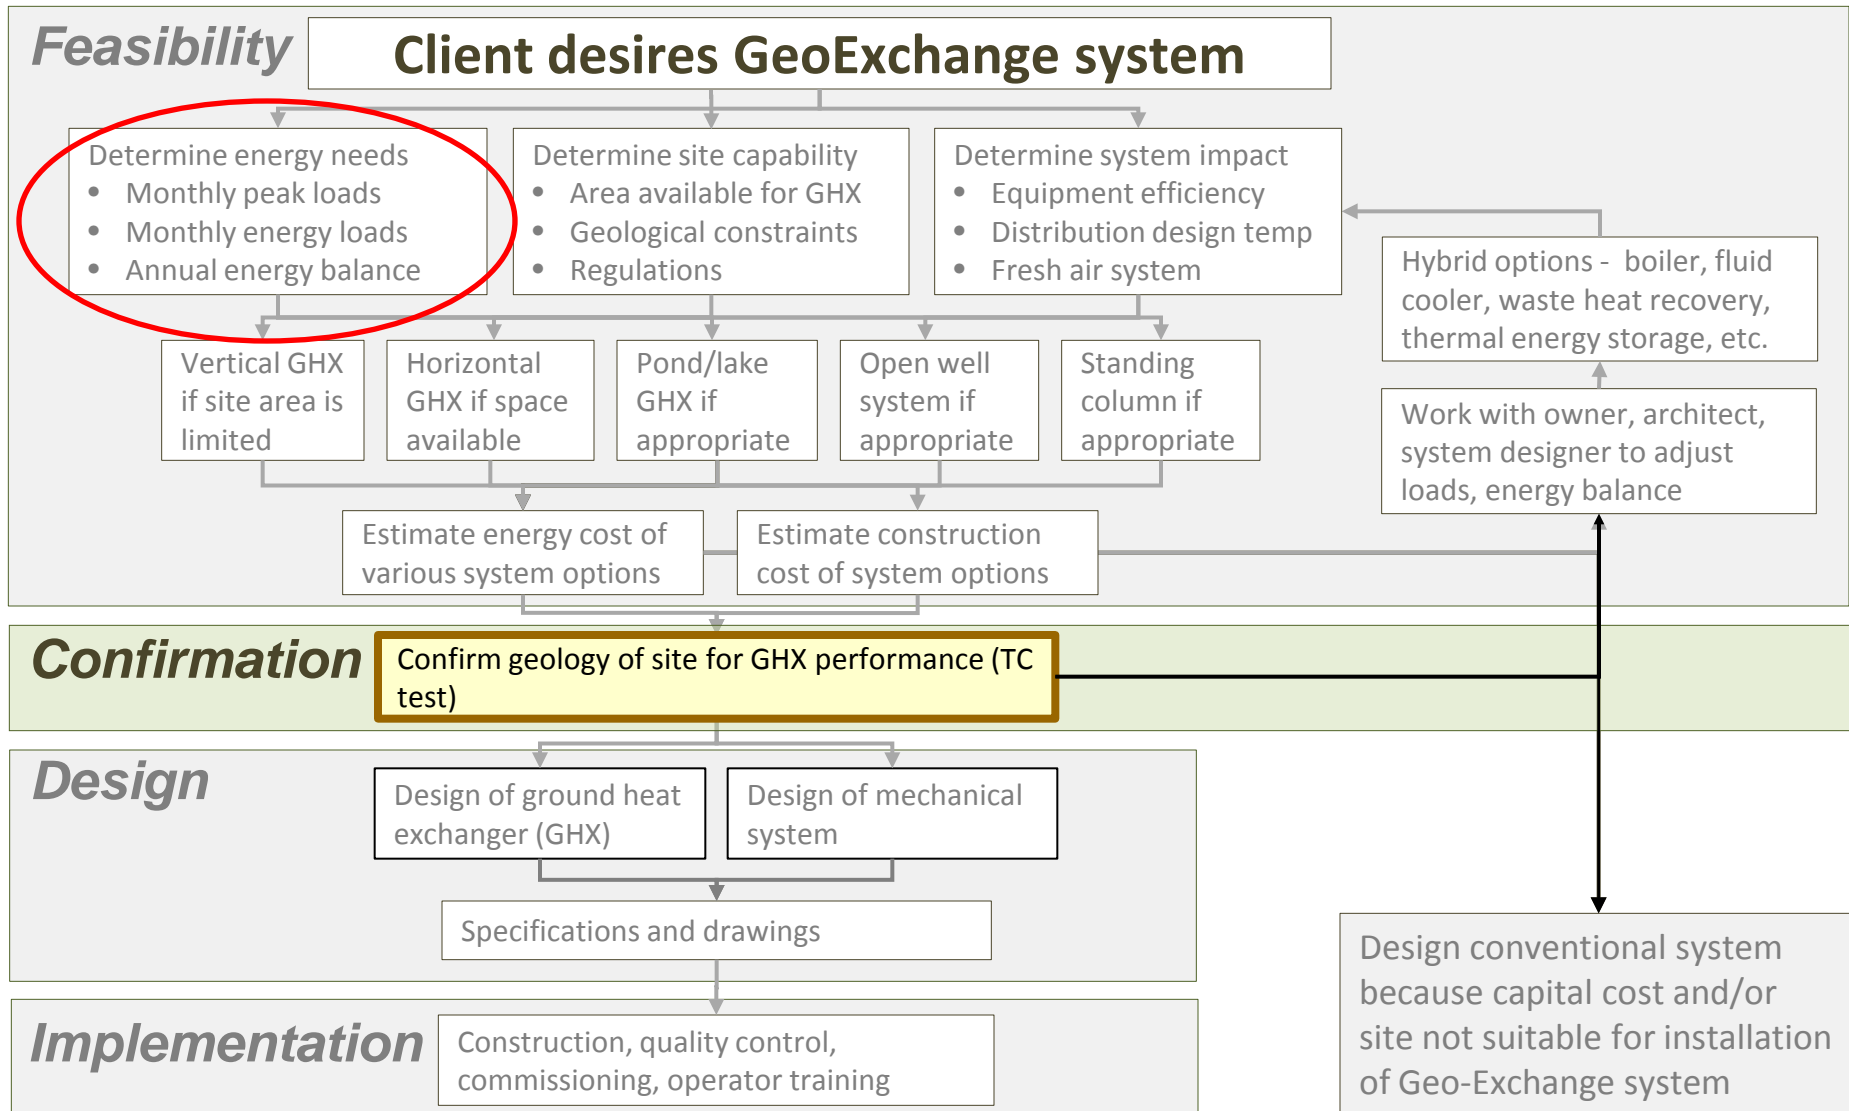 Feasibility
Client desires GeoExchange system
Determine energy needs
• Monthly peak loads
• Monthly energy loads
• Annual energy balance
Determine site capability
• Area available for GHX
• Geological constraints
• Regulations
Determine system impact
• Equipment efficiency
• Distribution design temp
• Fresh air system
Hybrid options - boiler, fluid
cooler, waste heat recovery,
thermal energy storage, etc.
Vertical GHX
if site area is
limited
Horizontal
GHX if space
available
Pond/lake
GHX if
appropriate
Open well
system if
appropriate
Standing
column if
appropriate
Work with owner, architect,
system designer to adjust
loads, energy balance
Estimate energy cost of
various system options
Estimate construction
cost of system options
Confirmation
Confirm geology of site for GHX performance (TC
test)
Design
Design of ground heat
exchanger (GHX)
Design of mechanical
system
Specifications and drawings
Design conventional system
because capital cost and/or
site not suitable for installation
of Geo-Exchange system
Implementation
Construction, quality control,
commissioning, operator training